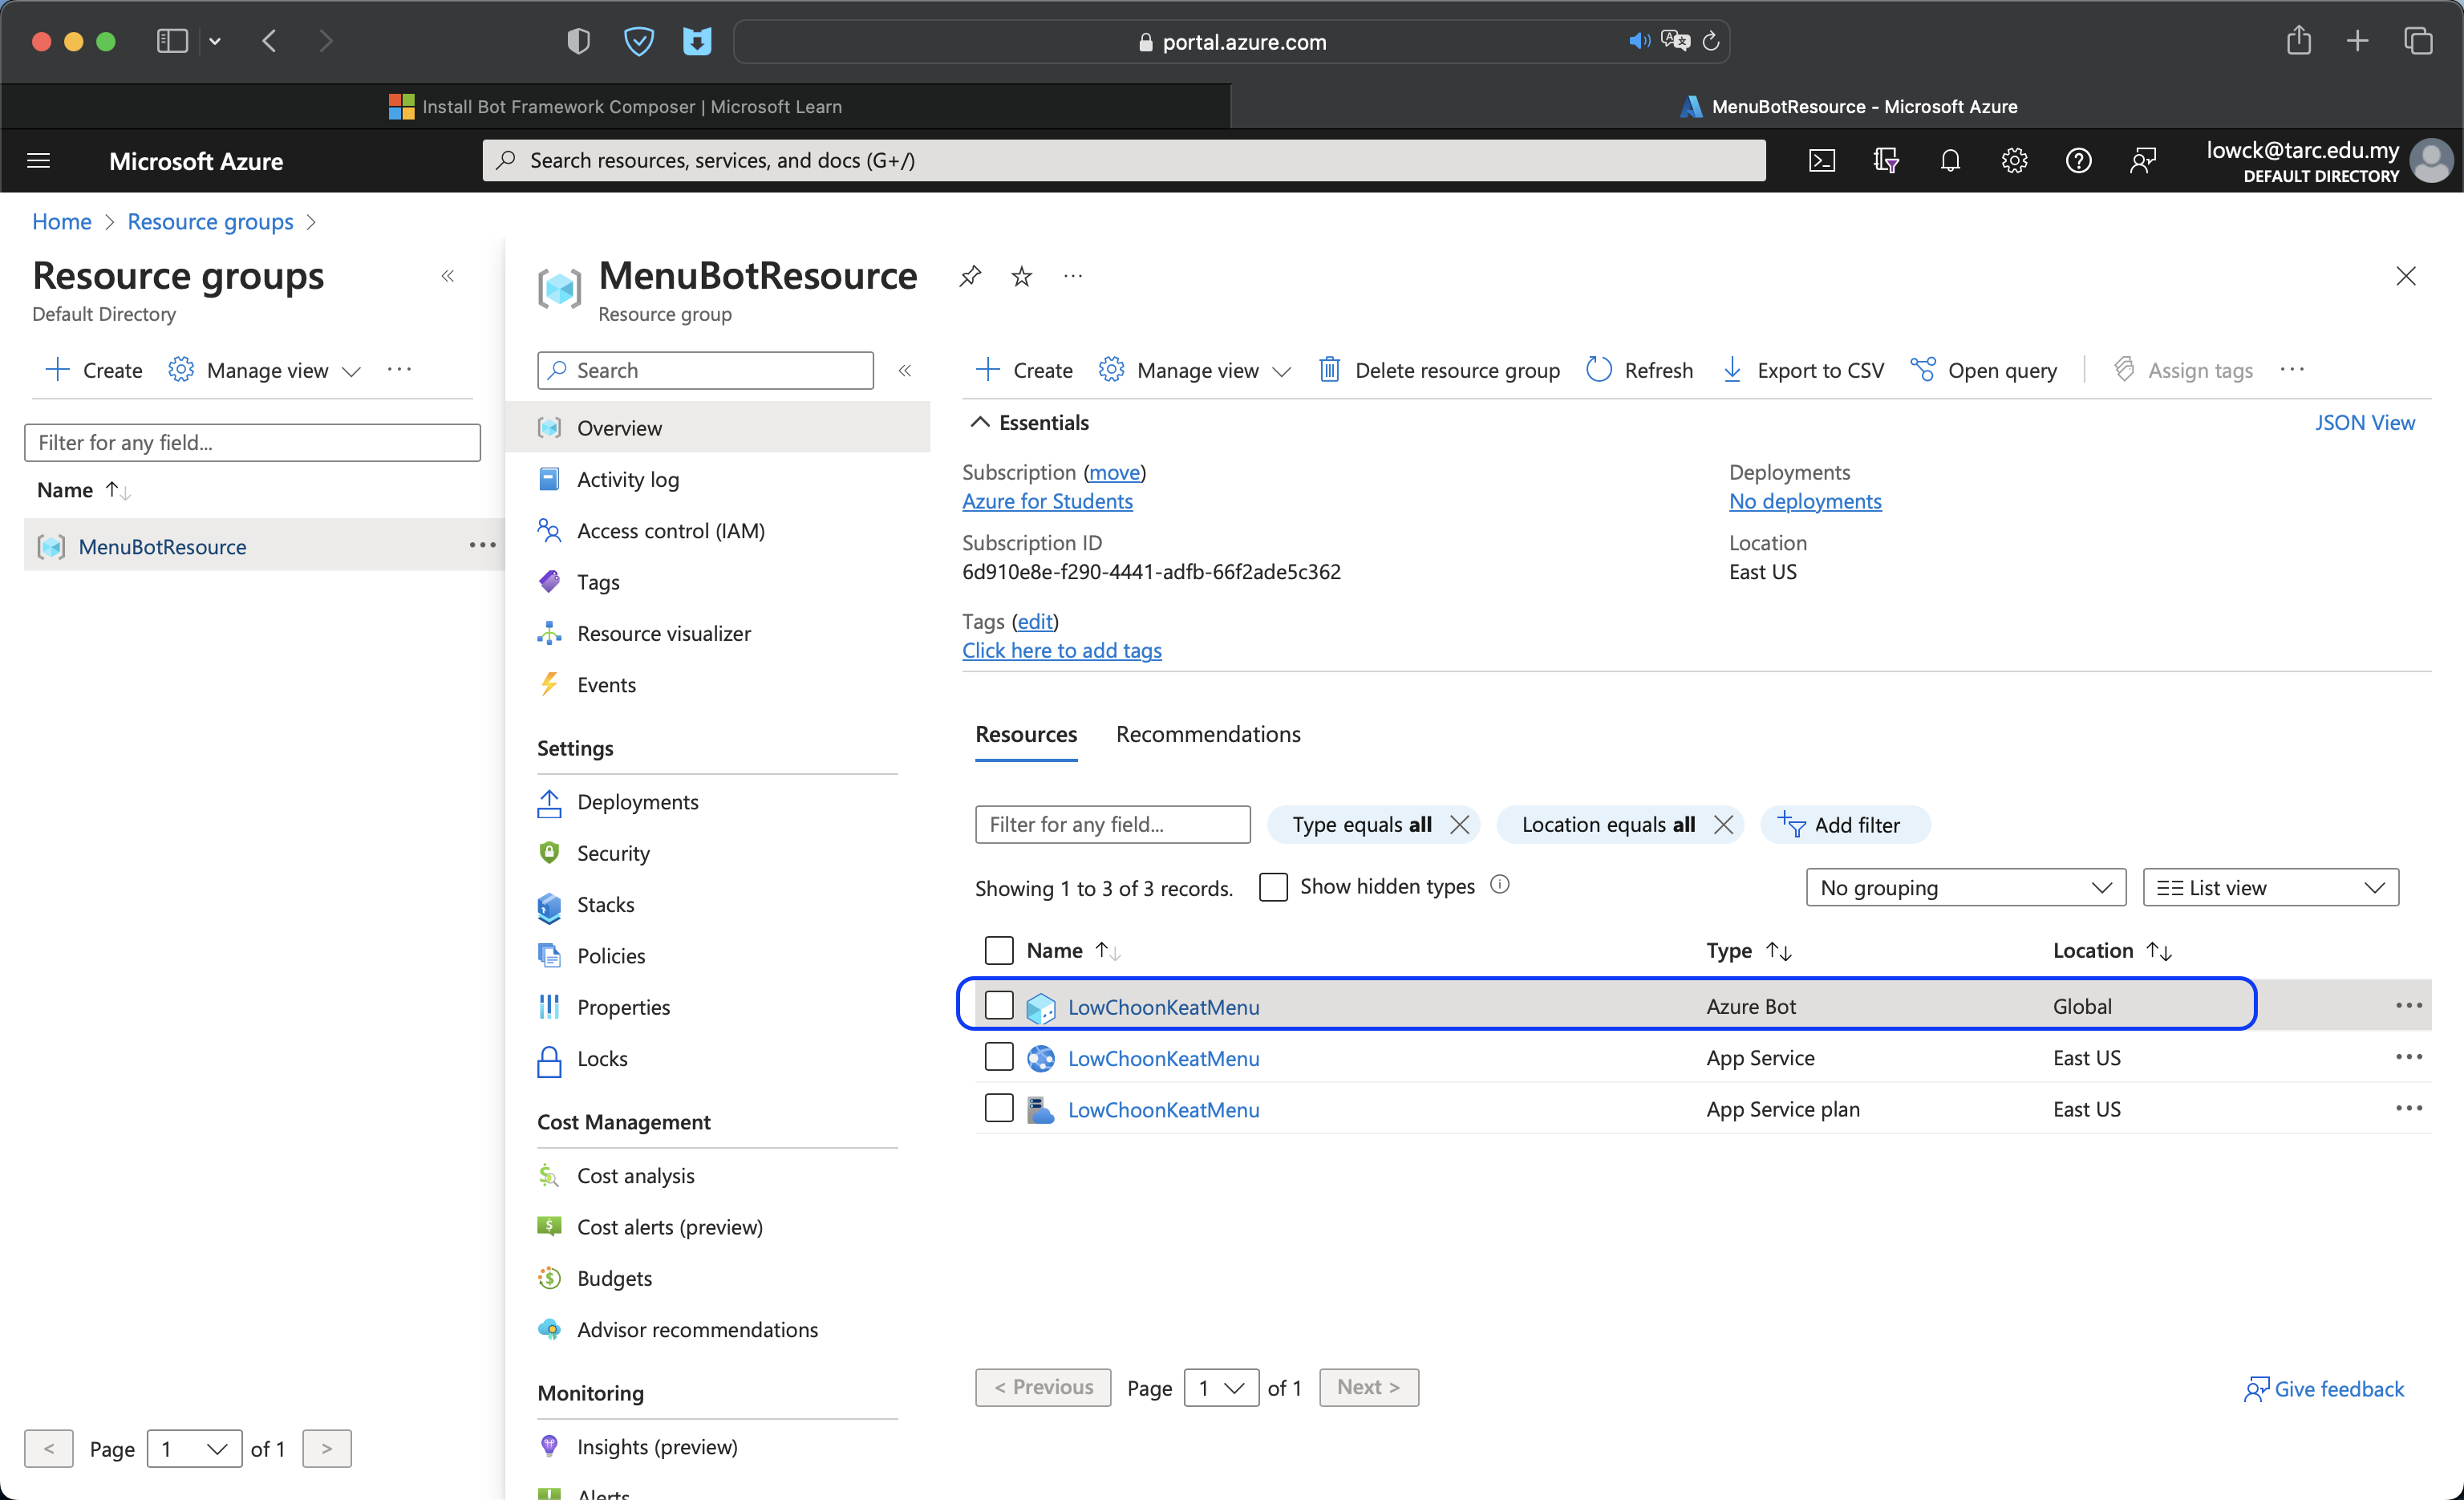 portal.azure.com
Install Bot Framework Composer | Microsoft Learn
MenuBotResource - Microsoft Azure
Microsoft Azure
Search resources, services, and docs (G+/)
lowck@tarc.edu.my
DEFAULT DIRECTORY
Home > Resource groups >
Resource groups
Default Directory
Create
Manage view
Filter for any field...
Name
MenuBotResource
< Page 1 of 1 >
MenuBotResource
Resource group
Search
Overview
Activity log
Access control (IAM)
Tags
Resource visualizer
Events
Settings
Deployments
Security
Stacks
Policies
Properties
Locks
Cost Management
Cost analysis
Cost alerts (preview)
Budgets
Advisor recommendations
Monitoring
Insights (preview)
Alerts
Create Manage view Delete resource group Refresh Export to CSV Open query Assign tags
Essentials
JSON View
Subscription (move)
Azure for Students
Subscription ID
6d910e8e-f290-4441-adfb-66f2ade5c362
Deployments
No deployments
Location
East US
Tags (edit)
Click here to add tags
Resources Recommendations
Filter for any field... Type equals all Location equals all Add filter
Showing 1 to 3 of 3 records. Show hidden types No grouping List view
Name Type Location
LowChoonKeatMenu Azure Bot Global
LowChoonKeatMenu App Service East US
LowChoonKeatMenu App Service plan East US
< Previous Page 1 of 1 Next >
Give feedback